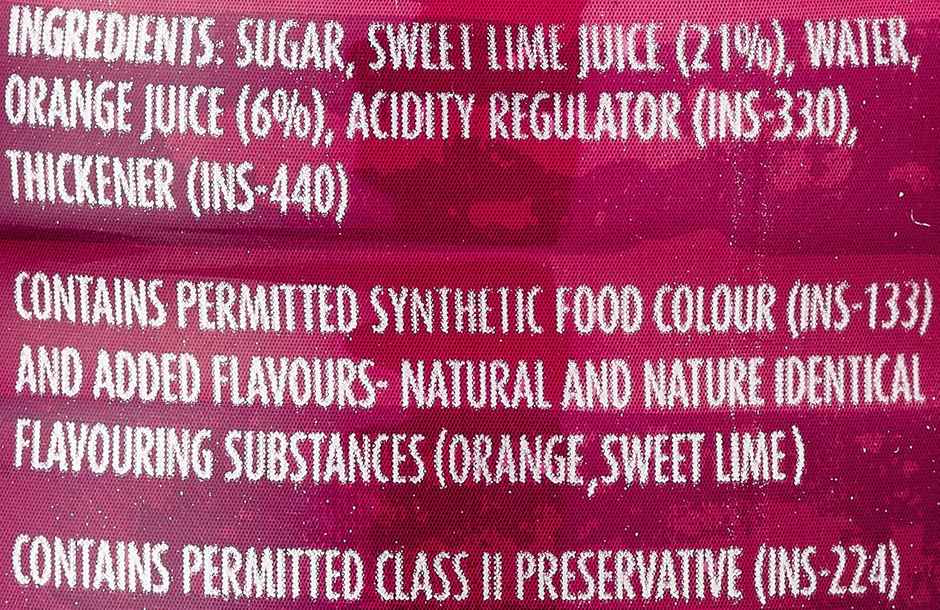 INGREDIENTS: SUGAR, SWEET LIME JUICE (21%), WATER,
ORANGE JUICE (6%), ACIDITY REGULATOR (INS-330),
THICKENER (INS-440)
CONTAINS PERMITTED SYNTHETIC FOOD COLOUR (INS-133)
AND ADDED FLAVOURS- NATURAL AND NATURE IDENTICAL
FLAVOURING SUBSTANCES (ORANGE,SWEET LIME)
CONTAINS PERMITTED CLASS II PRESERVATIVE (INS-224)